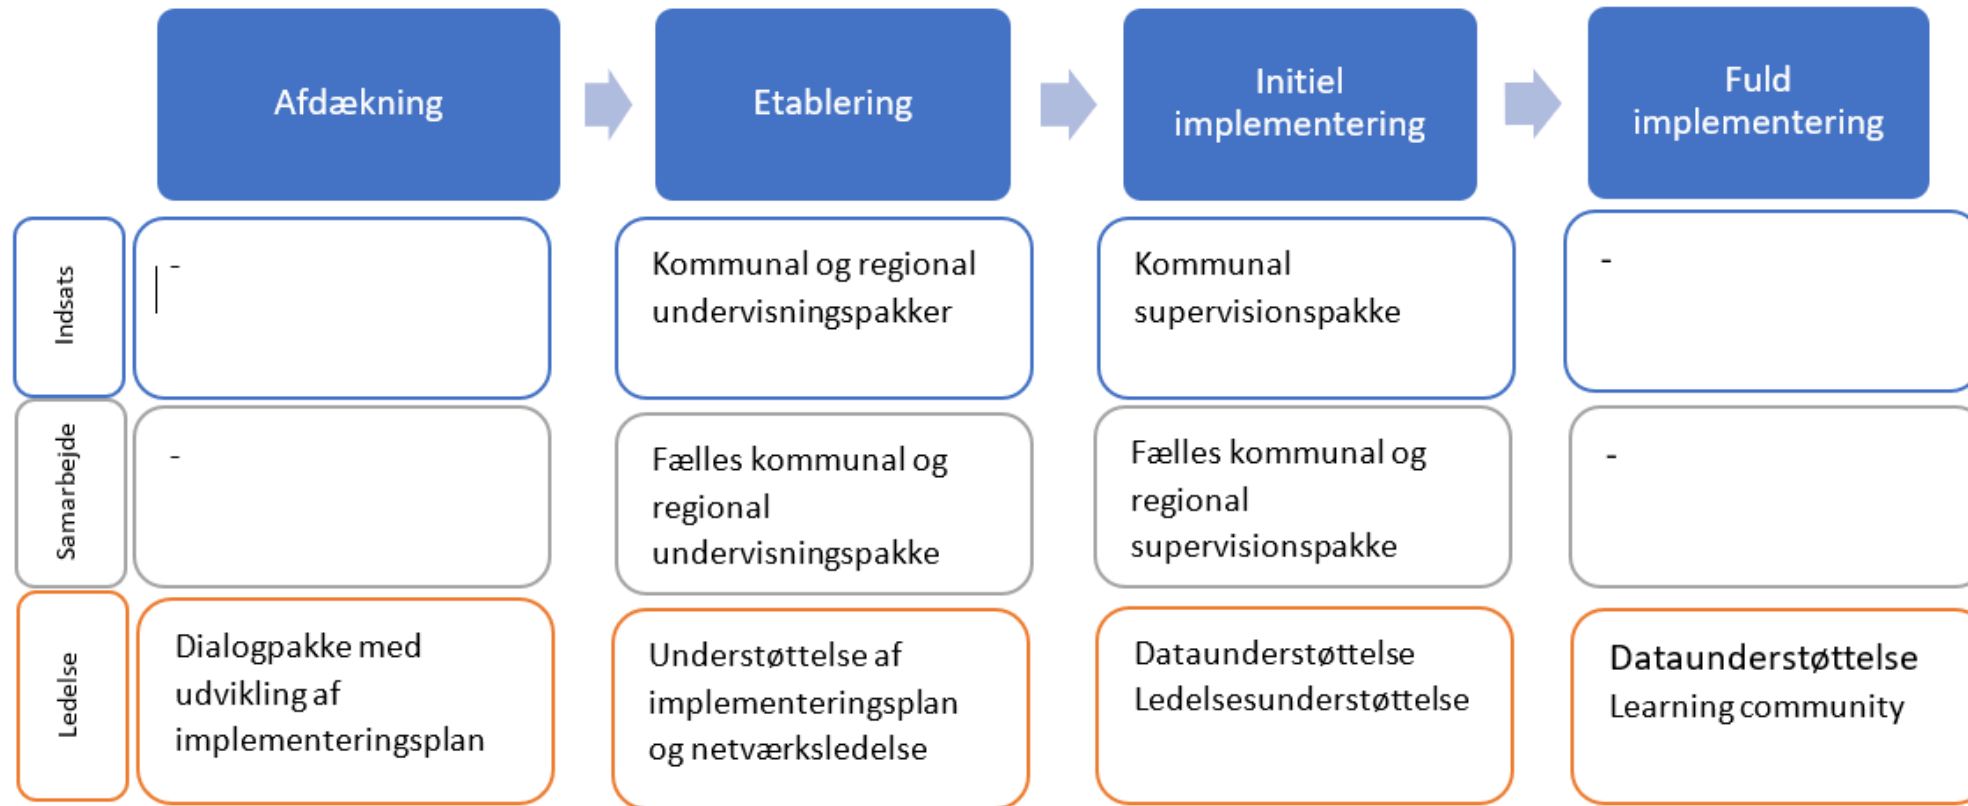 Afdækning
Etablering
Initiel
implementering
Fuld
implementering
Indsats
-
Kommunal og regional
undervisningspakker
Kommunal
supervisionspakke
-
Samarbejde
-
Fælles kommunal og
regional
undervisningspakke
Fælles kommunal og
regional
supervisionspakke
-
Ledelse
Dialogpakke med
udvikling af
implementeringsplan
Understøttelse af
implementeringsplan
og netværksledelse
Dataunderstøttelse
Ledelsesunderstøttelse
Dataunderstøttelse
Learning community